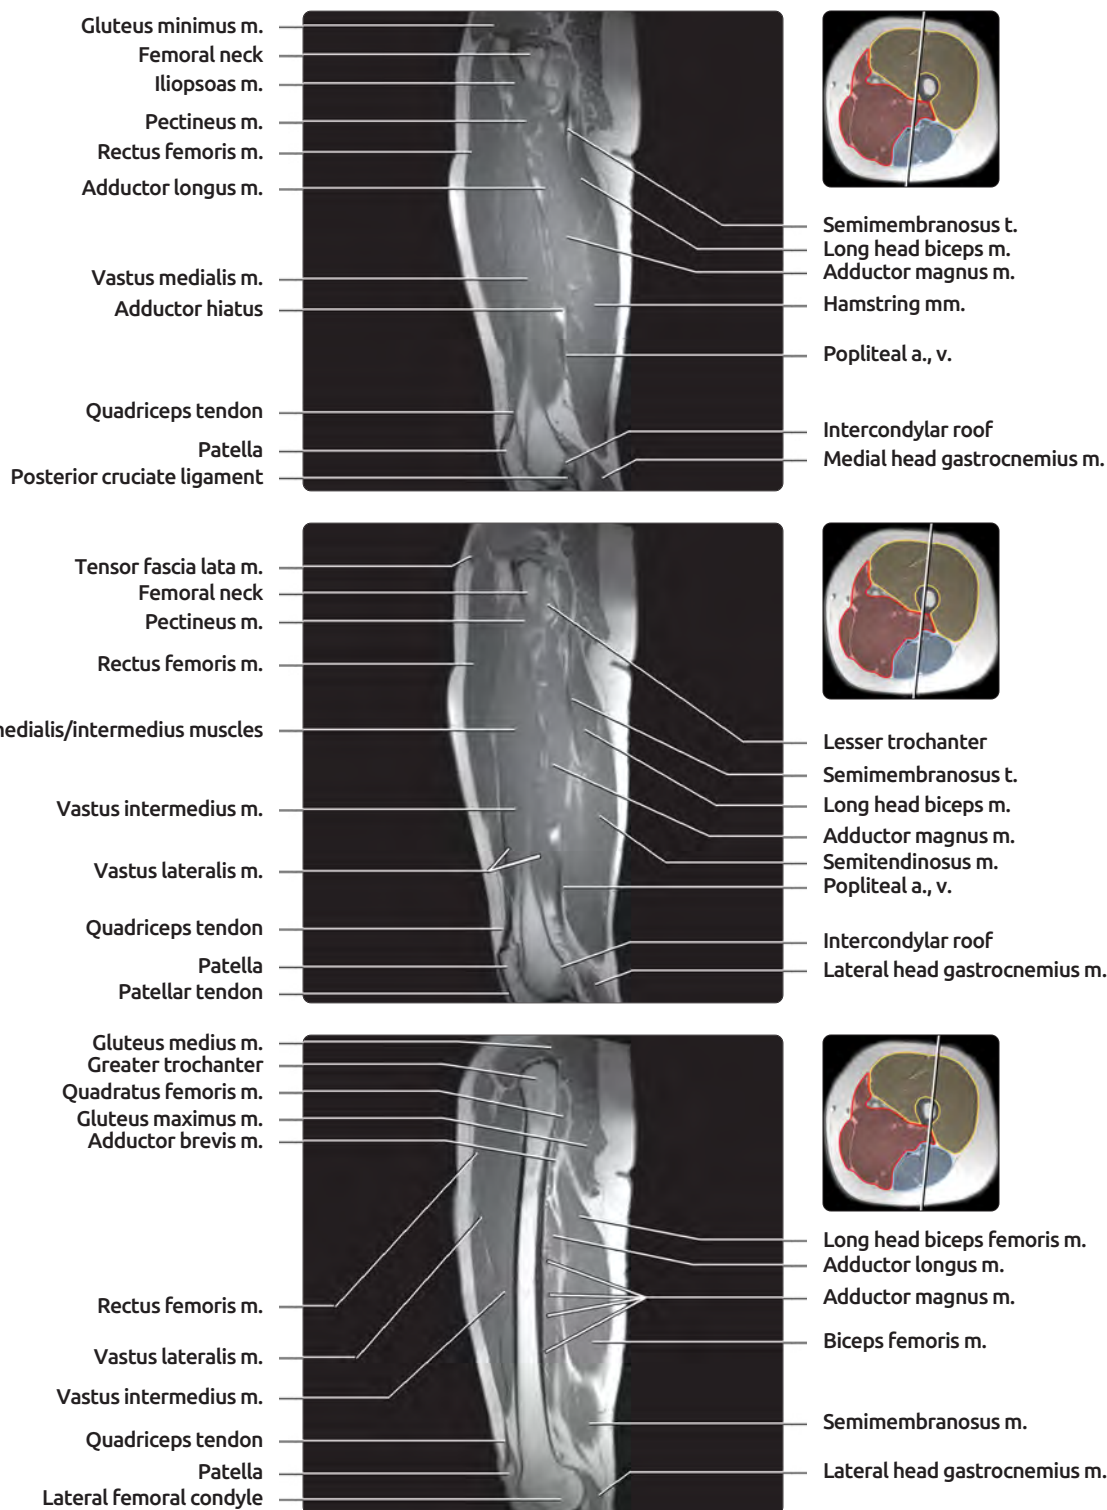 Gluteus minimus m.
Femoral neck
Iliopsoas m.
Pectineus m.
Rectus femoris m.
Adductor longus m.
Vastus medialis m.
Adductor hiatus
Quadriceps tendon
Patella
Posterior cruciate ligament
Semimembranosus t.
Long head biceps m.
Adductor magnus m.
Hamstring mm.
Popliteal a., v.
Intercondylar roof
Medial head gastrocnemius m.
Tensor fascia lata m.
Femoral neck
Pectineus m.
Rectus femoris m.
medialis/intermedius muscles
Vastus intermedius m.
Vastus lateralis m.
Quadriceps tendon
Patella
Patellar tendon
Lesser trochanter
Semimembranosus t.
Long head biceps m.
Adductor magnus m.
Semitendinosus m.
Popliteal a., v.
Intercondylar roof
Lateral head gastrocnemius m.
Gluteus medius m.
Greater trochanter
Quadratus femoris m.
Gluteus maximus m.
Adductor brevis m.
Rectus femoris m.
Vastus lateralis m.
Vastus intermedius m.
Quadriceps tendon
Patella
Lateral femoral condyle
Long head biceps femoris m.
Adductor longus m.
Adductor magnus m.
Biceps femoris m.
Semimembranosus m.
Lateral head gastrocnemius m.